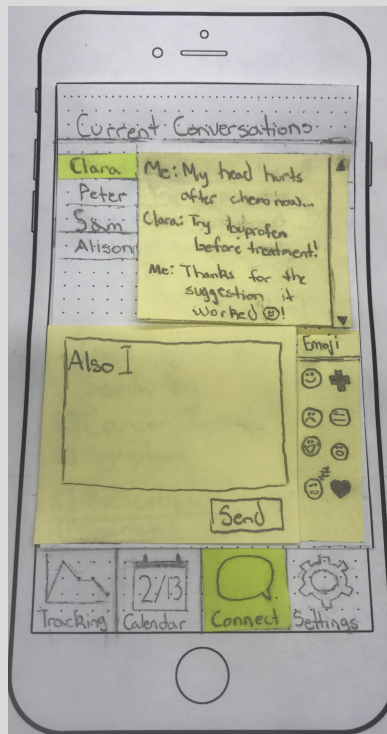 Current Conversations
Clara
Peter
Sam
Alison
Me: My head hurts
after chemo now...
Clara: Try ibuprofen
before treatment!
Me: Thanks for the
suggestion it
worked ☺!
Also
Emoji
Send
Tracking
2/13
Calendar
Connect
Settings